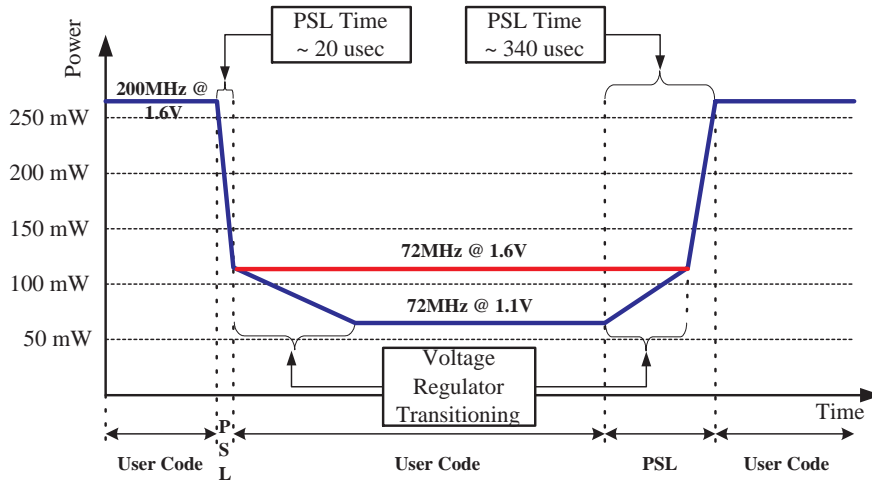 PSL Time
~ 20 usec
PSL Time
~ 340 usec
Power
200MHz @
1.6V
250 mW
200 mW
150 mW
100 mW
50 mW
72MHz @ 1.6V
72MHz @ 1.1V
Voltage
Regulator
Transitioning
Time
User Code
P
S
L
User Code
PSL
User Code